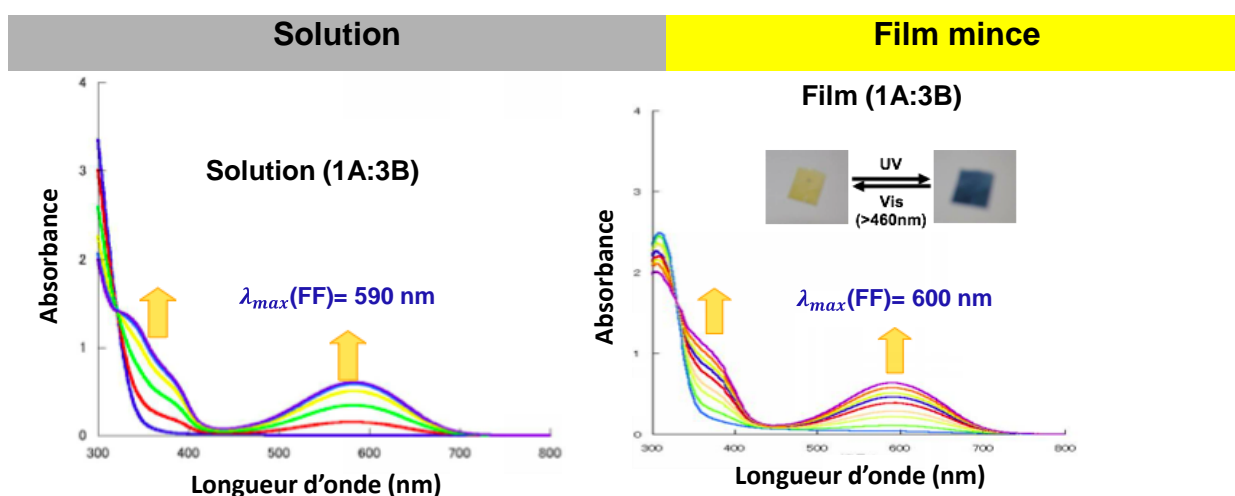 Solution
Film mince
Solution (1A:3B)
λmax(FF)= 590 nm
Absorbance
4
3
2
1
0
300
400
500
600
700
800
Longueur d’onde (nm)
Film (1A:3B)
UV
Vis
(>460nm)
λmax(FF)= 600 nm
Absorbance
4
3
2
1
0
300
400
500
600
700
800
Longueur d’onde (nm)